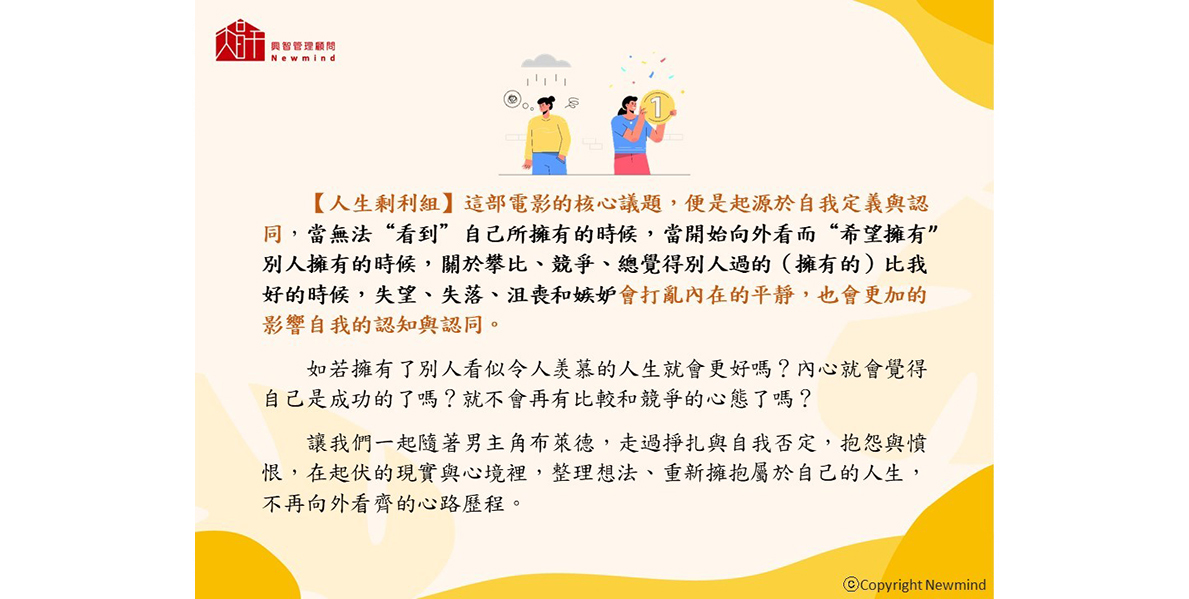 興智管理顧問
Newmind
1
【人生剩利組】這部電影的核心議題，便是起源於自我定義與認
同，當無法“看到”自己所擁有的時候，當開始向外看而“希望擁有"
別人擁有的時候，關於攀比、競爭、總覺得別人過的（擁有的）比我
好的時候，失望、失落、沮喪和嫉妒會打亂內在的平靜，也會更加的
影響自我的認知與認同。
如若擁有了別人看似令人羨慕的人生就會更好嗎？內心就會覺得
自己是成功的了嗎？就不會再有比較和競爭的心態了嗎？
讓我們一起隨著男主角布萊德，走過掙扎與自我否定，抱怨與憤
恨，在起伏的現實與心境裡，整理想法、重新擁抱屬於自己的人生，
不再向外看齊的心路歷程。
ⓒCopyright Newmind